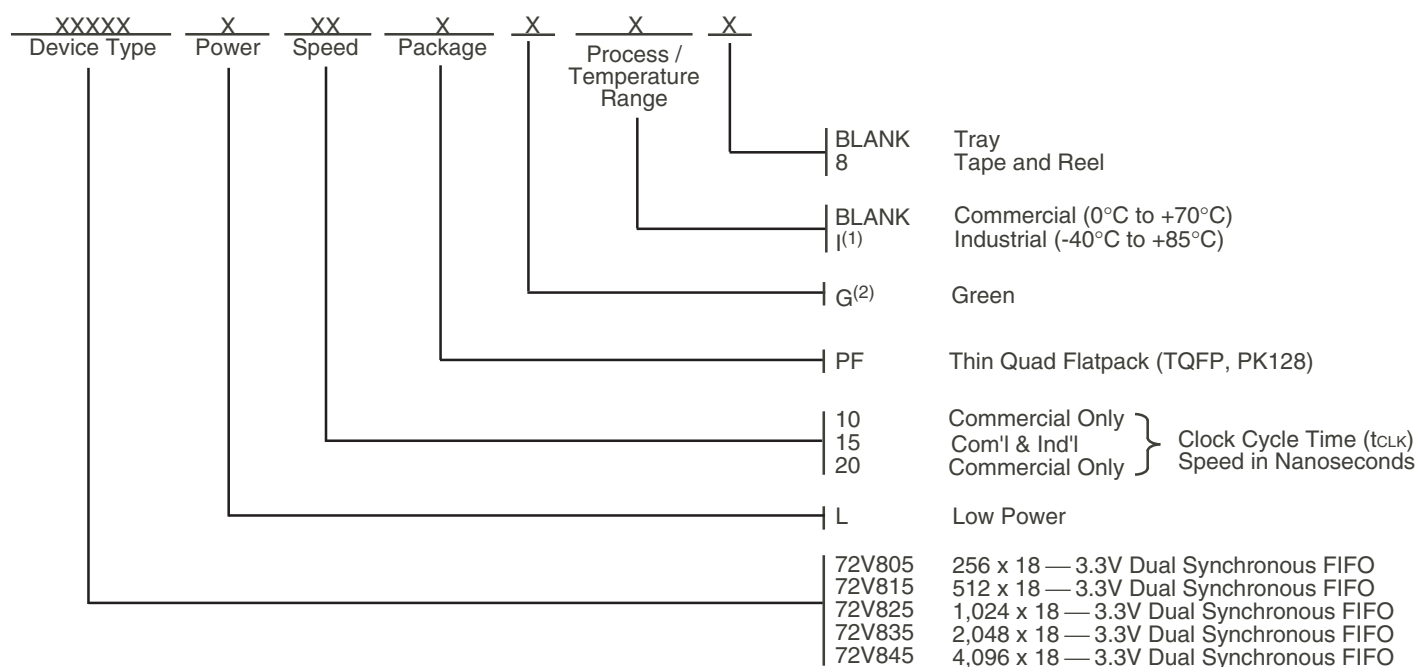 XXXXX X XX X X X X
Device Type Power Speed Package Process /
Temperature
Range
BLANK Tray
8 Tape and Reel
BLANK Commercial (0°C to +70°C)
I(1) Industrial (-40°C to +85°C)
G(2) Green
PF Thin Quad Flatpack (TQFP, PK128)
10 Commercial Only
15 Com'l & Ind'l
20 Commercial Only
Clock Cycle Time (tCLK)
Speed in Nanoseconds
L Low Power
72V805 256 x 18 — 3.3V Dual Synchronous FIFO
72V815 512 x 18 — 3.3V Dual Synchronous FIFO
72V825 1,024 x 18 — 3.3V Dual Synchronous FIFO
72V835 2,048 x 18 — 3.3V Dual Synchronous FIFO
72V845 4,096 x 18 — 3.3V Dual Synchronous FIFO